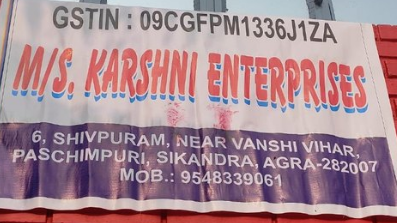 GSTIN : 09CGFPM1336J1ZA
M/S. KARSHNI ENTERPRISES
6, SHIVPURAM, NEAR VANSHI VIHAR,
PASCHIMPURI, SIKANDRA, AGRA-282007
MOB.: 9548339061